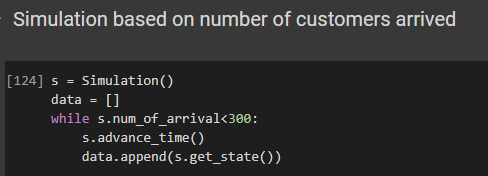 Simulation based on number of customers arrived
[124] s = Simulation()
data = []
while s.num_of_arrival<300:
s.advance_time()
data.append(s.get_state())